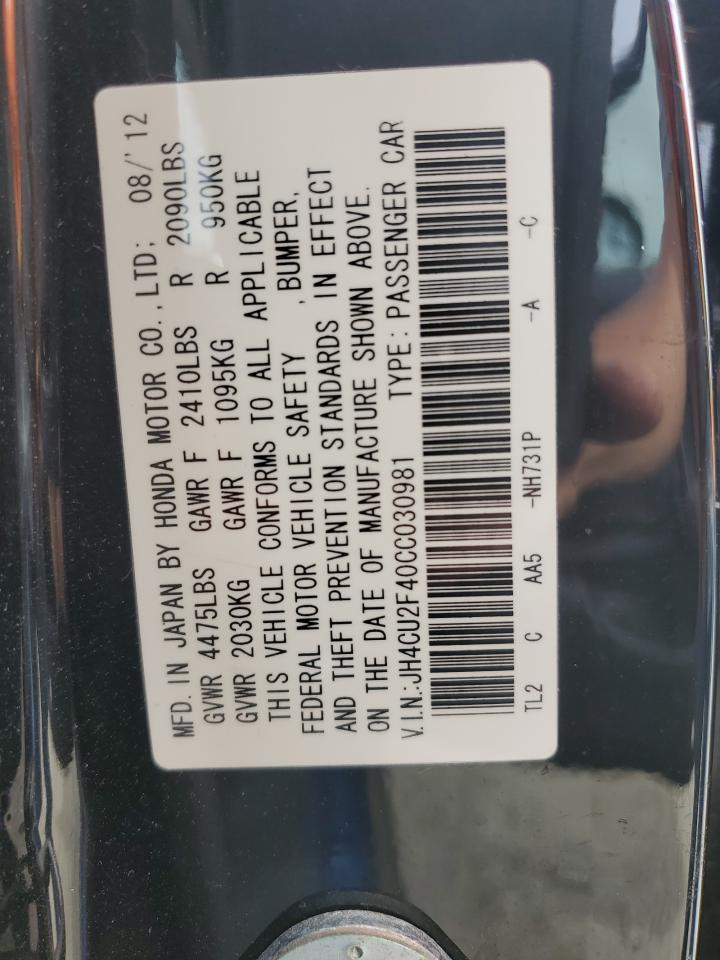 MFD. IN JAPAN BY HONDA MOTOR CO., LTD; 08/'12
GVWR 4475LBS GAWR F 2410LBS R 2090LBS
GVWR 2030KG GAWR F 1095KG R 950KG
THIS VEHICLE CONFORMS TO ALL APPLICABLE
FEDERAL MOTOR VEHICLE SAFETY ,BUMPER,
AND THEFT PREVENTION STANDARDS IN EFFECT
ON THE DATE OF MANUFACTURE SHOWN ABOVE.
V.I.N.:JH4CU2F40CC030981 TYPE: PASSENGER CAR
TL2 C AA5 -NH731P -A -C